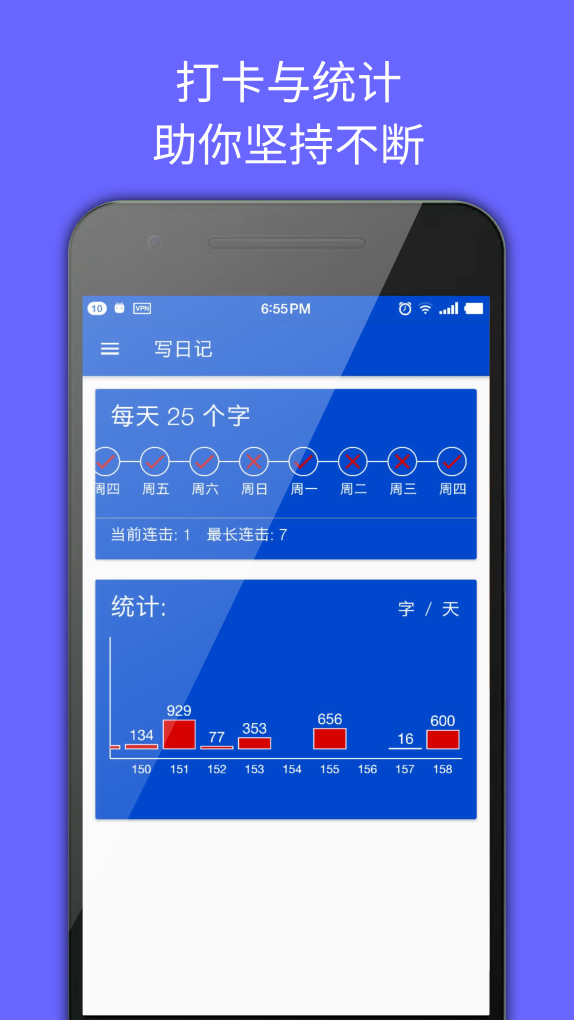 打卡与统计
助你坚持不断
10 VPN 6:55PM
写日记
每天 25 个字
周四 周五 周六 周日 周一 周二 周三 周四
当前连击: 1 最长连击: 7
统计: 字 / 天
134 929 77 353 656 16 600
150 151 152 153 154 155 156 157 158